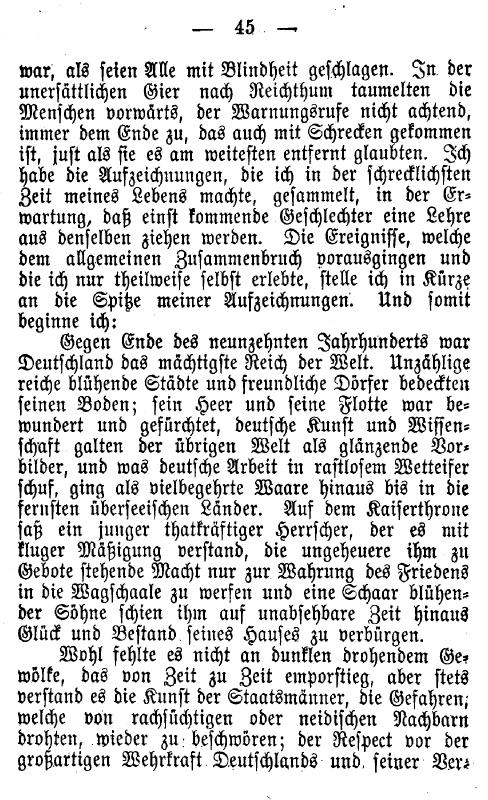 — 45 —
war, als seien Alle mit Blindheit geschlagen. In der
unersättlichen Gier nach Reichthum taumelten die
Menschen vorwärts, der Warnungsrufe nicht achtend,
immer dem Ende zu, das auch mit Schrecken gekommen
ist, just als sie es am weitesten entfernt glaubten. Ich
habe die Aufzeichnungen, die ich in der schrecklichsten
Zeit meines Lebens machte, gesammelt, in der Er-
wartung, daß einst kommende Geschlechter eine Lehre
aus denselben ziehen werden. Die Ereignisse, welche
dem allgemeinen Zusammenbruch vorausgingen und
die ich nur theilweise selbst erlebte, stelle ich in Kürze
an die Spitze meiner Aufzeichnungen. Und somit
beginne ich:
Gegen Ende des neunzehnten Jahrhunderts war
Deutschland das mächtigste Reich der Welt. Unzählige
reiche blühende Städte und freundliche Dörfer bedeckten
seinen Boden; sein Heer und seine Flotte war be-
wundert und gefürchtet, deutsche Kunst und Wissen-
schaft galten der übrigen Welt als glänzende Vor-
bilder, und was deutsche Arbeit in rastlosem Wetteifer
schuf, ging als vielbegehrte Waare hinaus bis in die
fernsten überseeischen Länder. Auf dem Kaiserthrone
saß ein junger thatkräftiger Herrscher, der es mit
kluger Mäßigung verstand, die ungeheuere ihm zu
Gebote stehende Macht nur zur Wahrung des Friedens
in die Wagschaale zu werfen und eine Schaar blühen-
der Söhne schien ihm auf unabsehbare Zeit hinaus
Glück und Bestand seines Hauses zu verbürgen.
Wohl fehlte es nicht an dunklen drohendem Ge-
wölke, das von Zeit zu Zeit emporstieg, aber stets
verstand es die Kunst der Staatsmänner, die Gefahren,
welche von rachsüchtigen oder neidischen Nachbarn
drohten, wieder zu beschwören; der Respect vor der
großartigen Wehrkraft Deutschlands und seiner Ver-